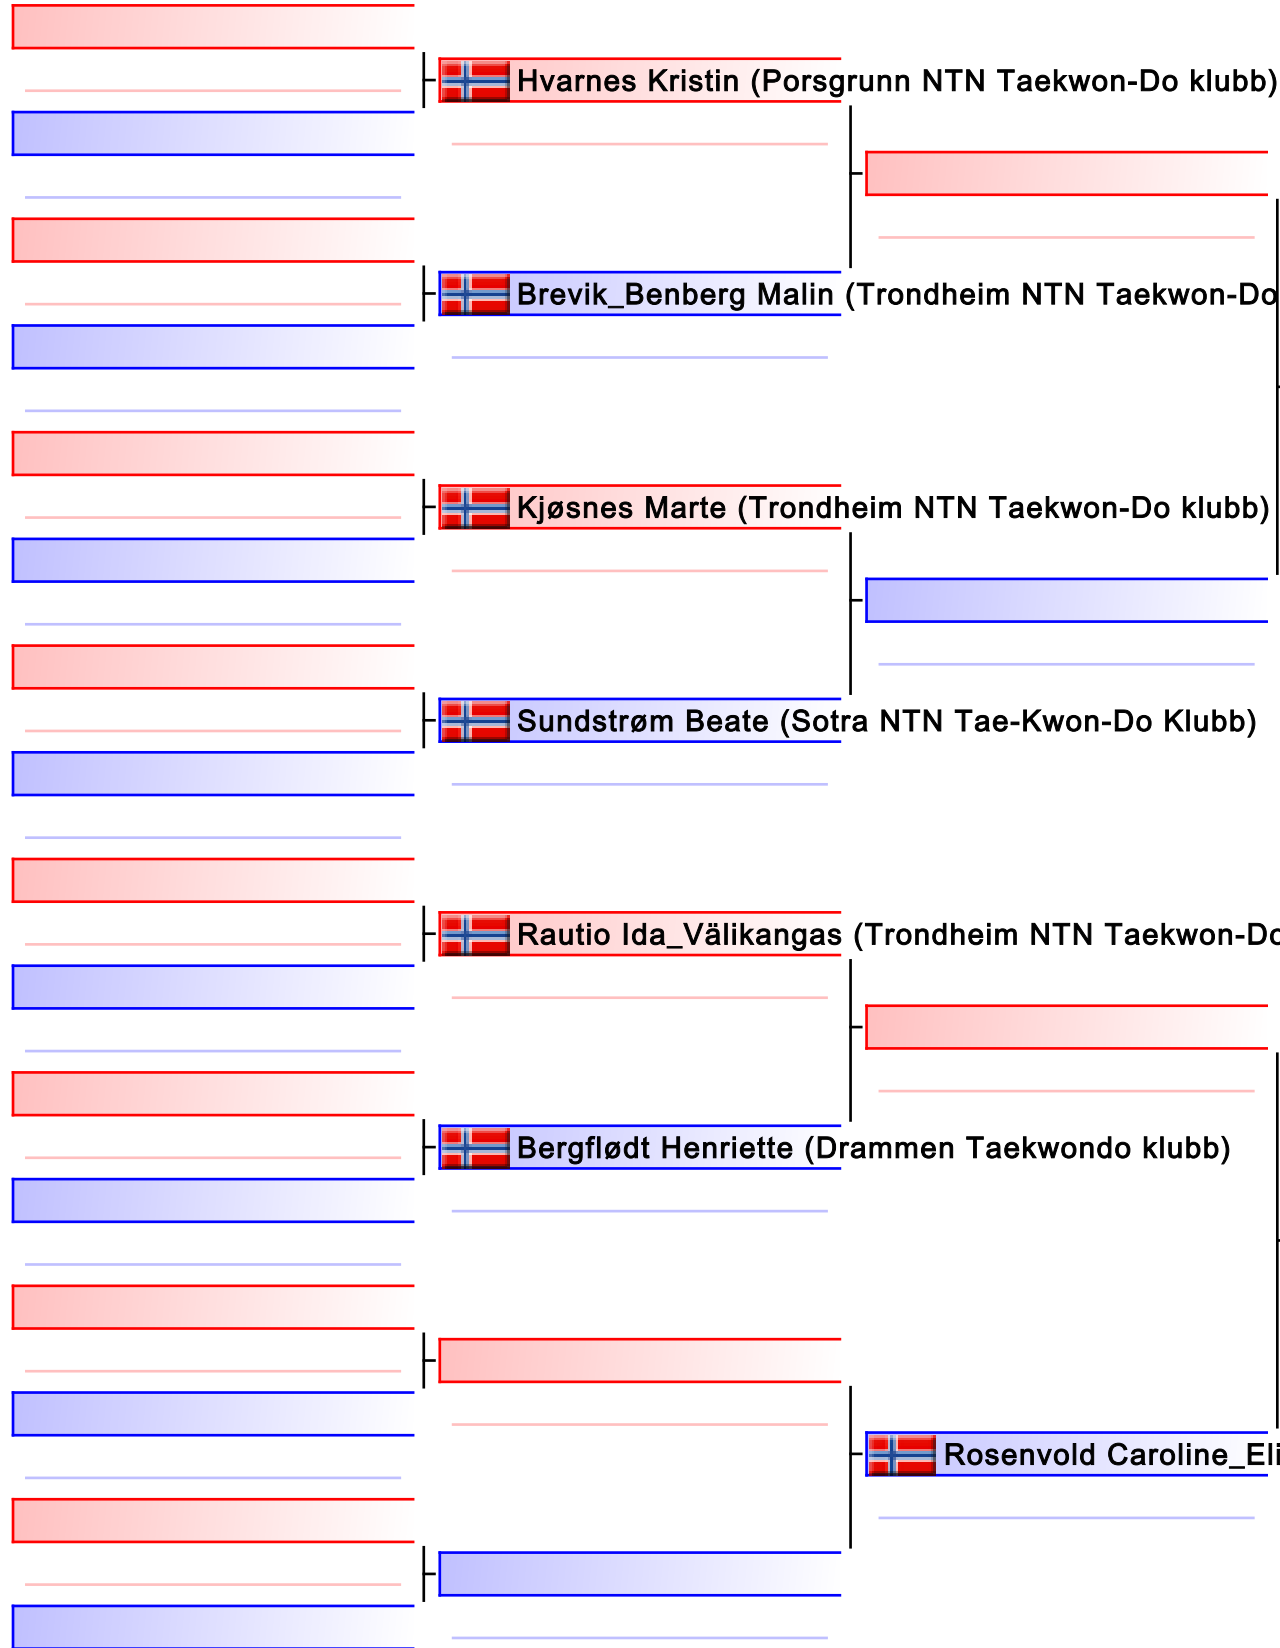 Hvarnes Kristin (Porsgrunn NTN Taekwon-Do klubb)
Brevik_Benberg Malin (Trondheim NTN Taekwon-Do
Kjøsnes Marte (Trondheim NTN Taekwon-Do klubb)
Sundstrøm Beate (Sotra NTN Tae-Kwon-Do Klubb)
Rautio Ida_Välikangas (Trondheim NTN Taekwon-Do
Bergflødt Henriette (Drammen Taekwondo klubb)
Rosenvold Caroline_Eli